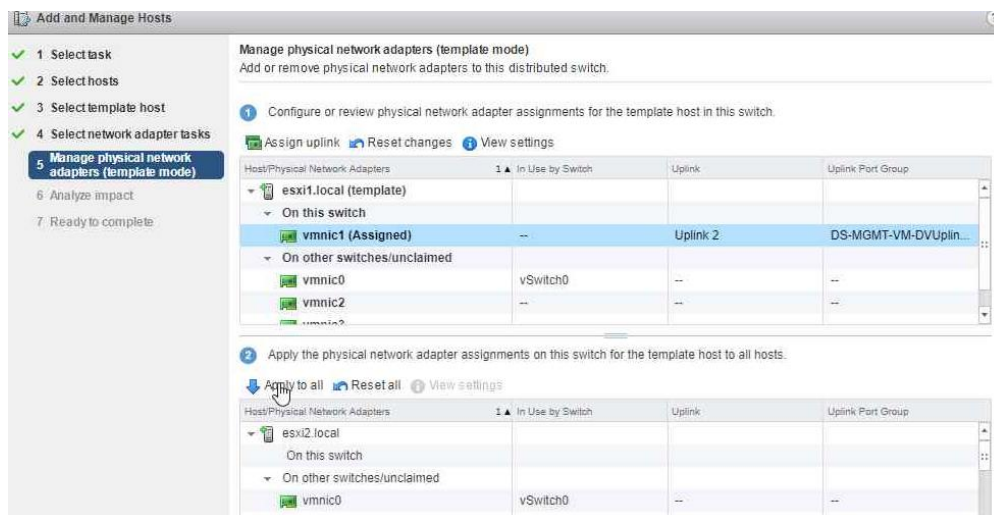 Add and Manage Hosts
1 Select task
2 Select hosts
3 Select template host
4 Select network adapter tasks
5 Manage physical network adapters (template mode)
6 Analyze impact
7 Ready to complete
Manage physical network adapters (template mode)
Add or remove physical network adapters to this distributed switch.
1 Configure or review physical network adapter assignments for the template host in this switch.
Assign uplink Reset changes View settings
Host/Physical Network Adapters 1 ▲ In Use by Switch Uplink Uplink Port Group
esxi1.local (template)
On this switch
vmnic1 (Assigned) -- Uplink 2 DS-MGMT-VM-DVUplin...
On other switches/unclaimed
vmnic0 vSwitch0 -- --
vmnic2 -- -- --
2 Apply the physical network adapter assignments on this switch for the template host to all hosts.
Apply to all Reset all View settings
Host/Physical Network Adapters 1 ▲ In Use by Switch Uplink Uplink Port Group
esxi2.local
On this switch
On other switches/unclaimed
vmnic0 vSwitch0 -- --